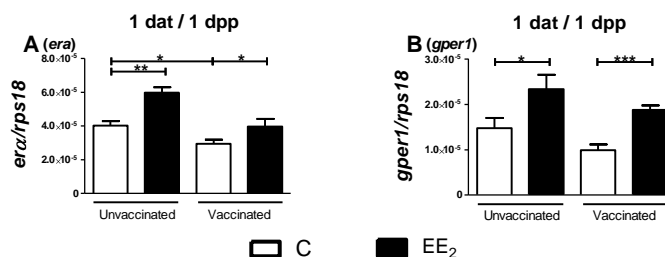 1 dat / 1 dpp
A (era)
erα/rps18
8.0×10-5
6.0×10-5
4.0×10-5
2.0×10-5
0
*
**
*
Unvaccinated
Vaccinated
1 dat / 1 dpp
B (gper1)
gper1/rps18
3.0×10-5
2.0×10-5
1.0×10-5
0
*
***
Unvaccinated
Vaccinated
C
EE2